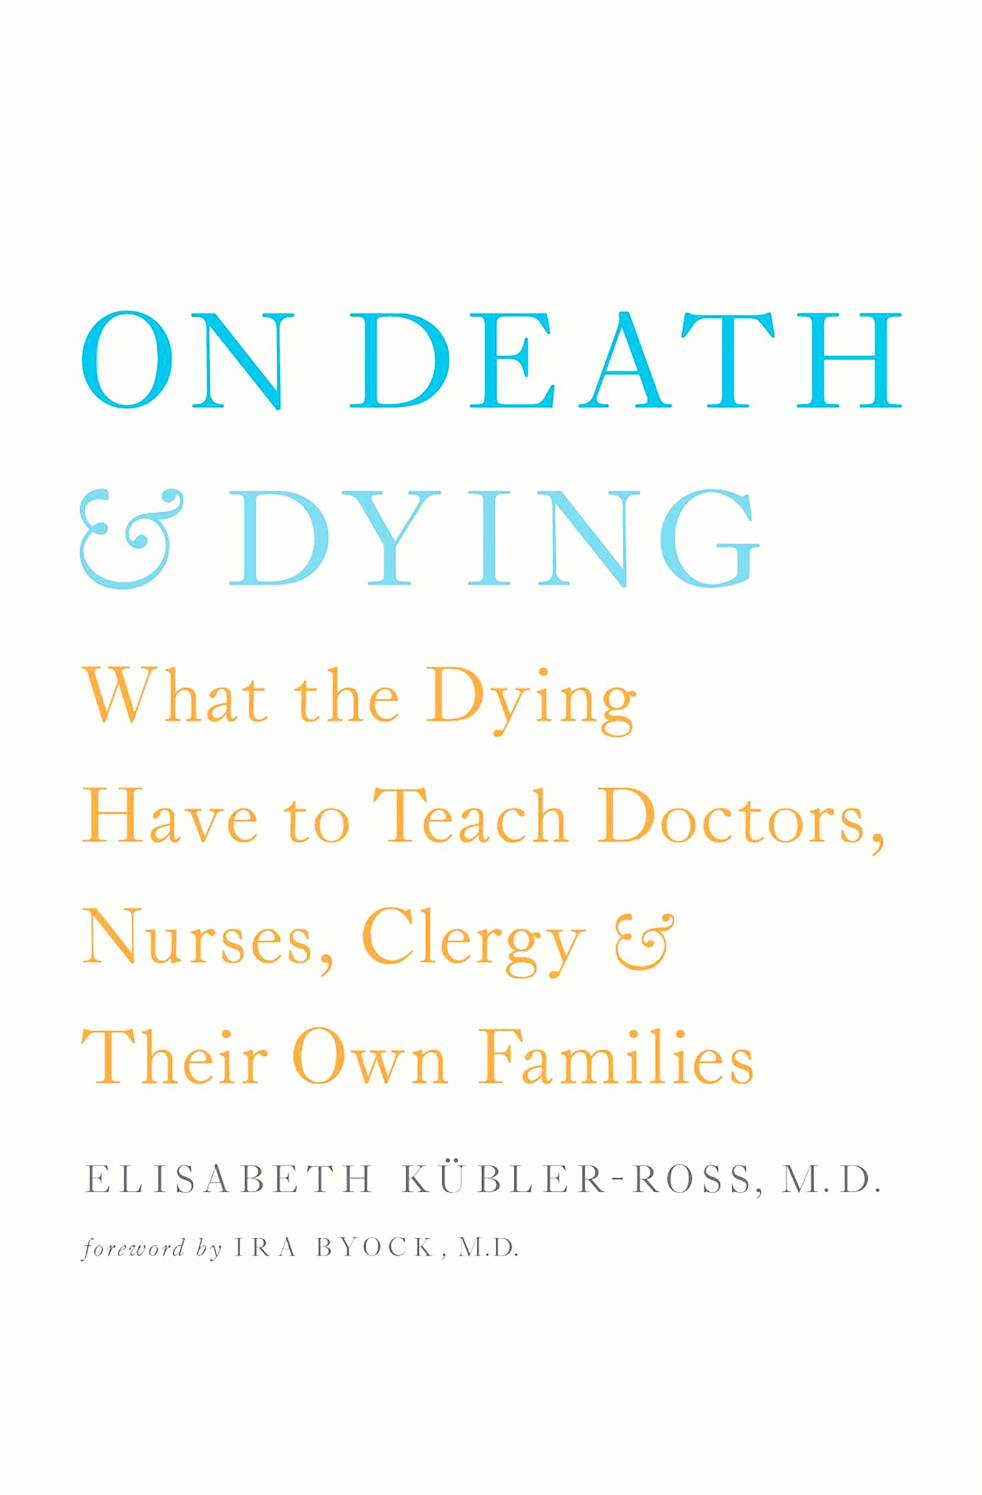 ON DEATH
& DYING
What the Dying
Have to Teach Doctors,
Nurses, Clergy &
Their Own Families
ELISABETH KÜBLER-ROSS, M.D.
foreword by IRA BYOCK, M.D.